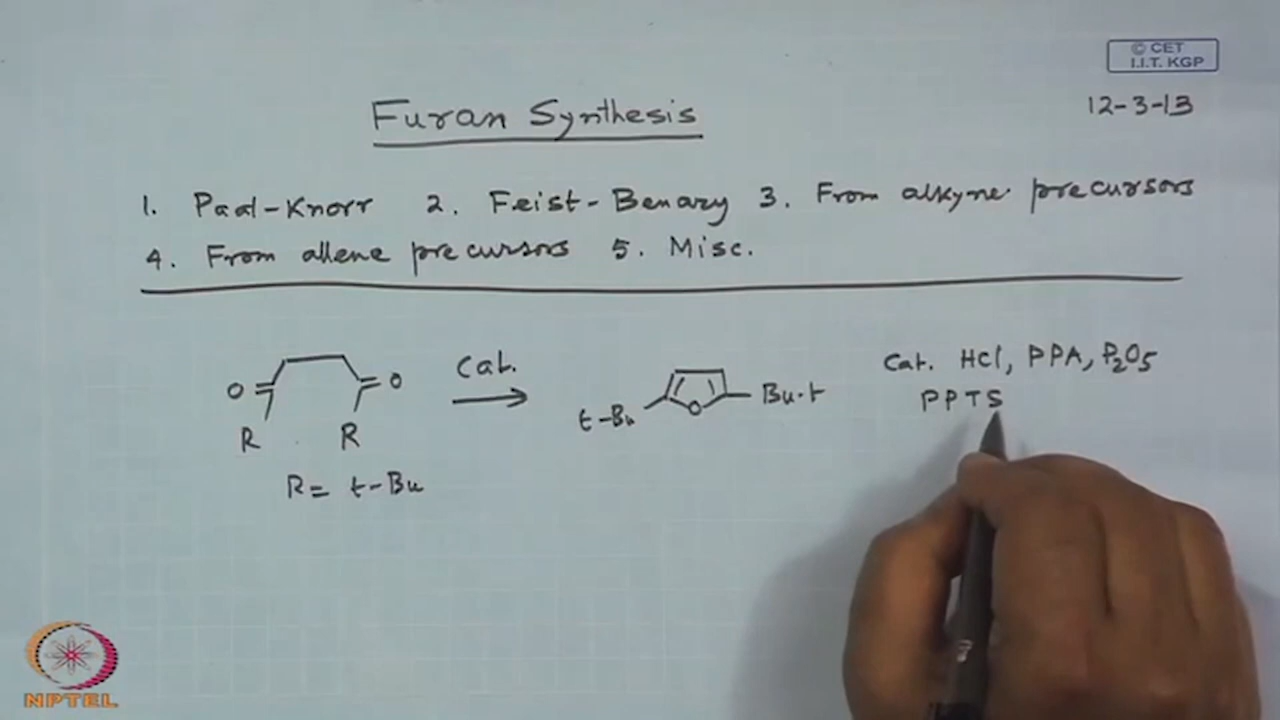 © CET
I.I.T. KGP
12-3-13
Furan Synthesis
1. Paal-Knorr 2. Feist-Benary 3. From alkyne precursors
4. From allene precursors 5. Misc.
O O Cat. O Bu-t t-Bu
R R
R = t-Bu
Cat. HCl, PPA, P2O5
PPTS
NPTEL